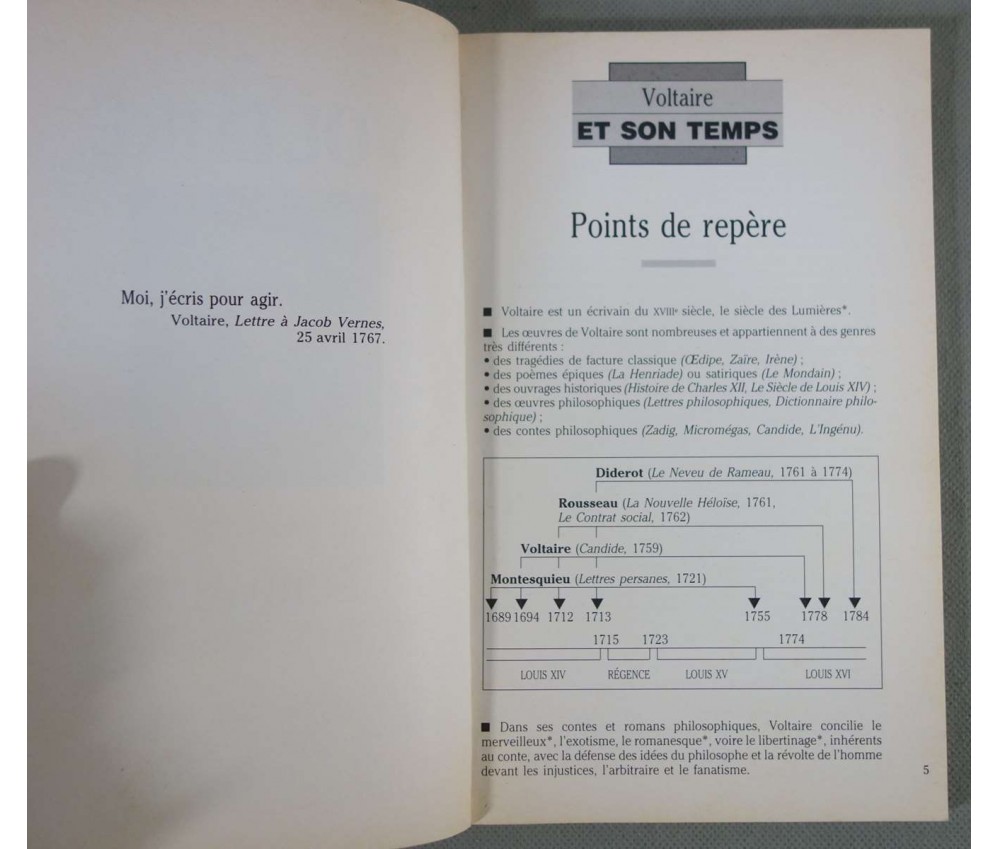 Moi, j'écris pour agir.
Voltaire, Lettre à Jacob Vernes,
25 avril 1767.
Voltaire
ET SON TEMPS
Points de repère
■ Voltaire est un écrivain du XVIIIe siècle, le siècle des Lumières*.
■ Les œuvres de Voltaire sont nombreuses et appartiennent à des genres
très différents :
• des tragédies de facture classique (Œdipe, Zaïre, Irène) ;
• des poèmes épiques (La Henriade) ou satiriques (Le Mondain) ;
• des ouvrages historiques (Histoire de Charles XII, Le Siècle de Louis XIV) ;
• des œuvres philosophiques (Lettres philosophiques, Dictionnaire philo-
sophique) ;
• des contes philosophiques (Zadig, Micromégas, Candide, L'Ingénu).
Diderot (Le Neveu de Rameau, 1761 à 1774)
Rousseau (La Nouvelle Héloïse, 1761,
Le Contrat social, 1762)
Voltaire (Candide, 1759)
Montesquieu (Lettres persanes, 1721)
1689 1694 1712 1713 1755 1778 1784
1715 1723 1774
LOUIS XIV RÉGENCE LOUIS XV LOUIS XVI
■ Dans ses contes et romans philosophiques, Voltaire concilie le
merveilleux*, l'exotisme, le romanesque*, voire le libertinage*, inhérents
au conte, avec la défense des idées du philosophe et la révolte de l'homme
devant les injustices, l'arbitraire et le fanatisme.
5